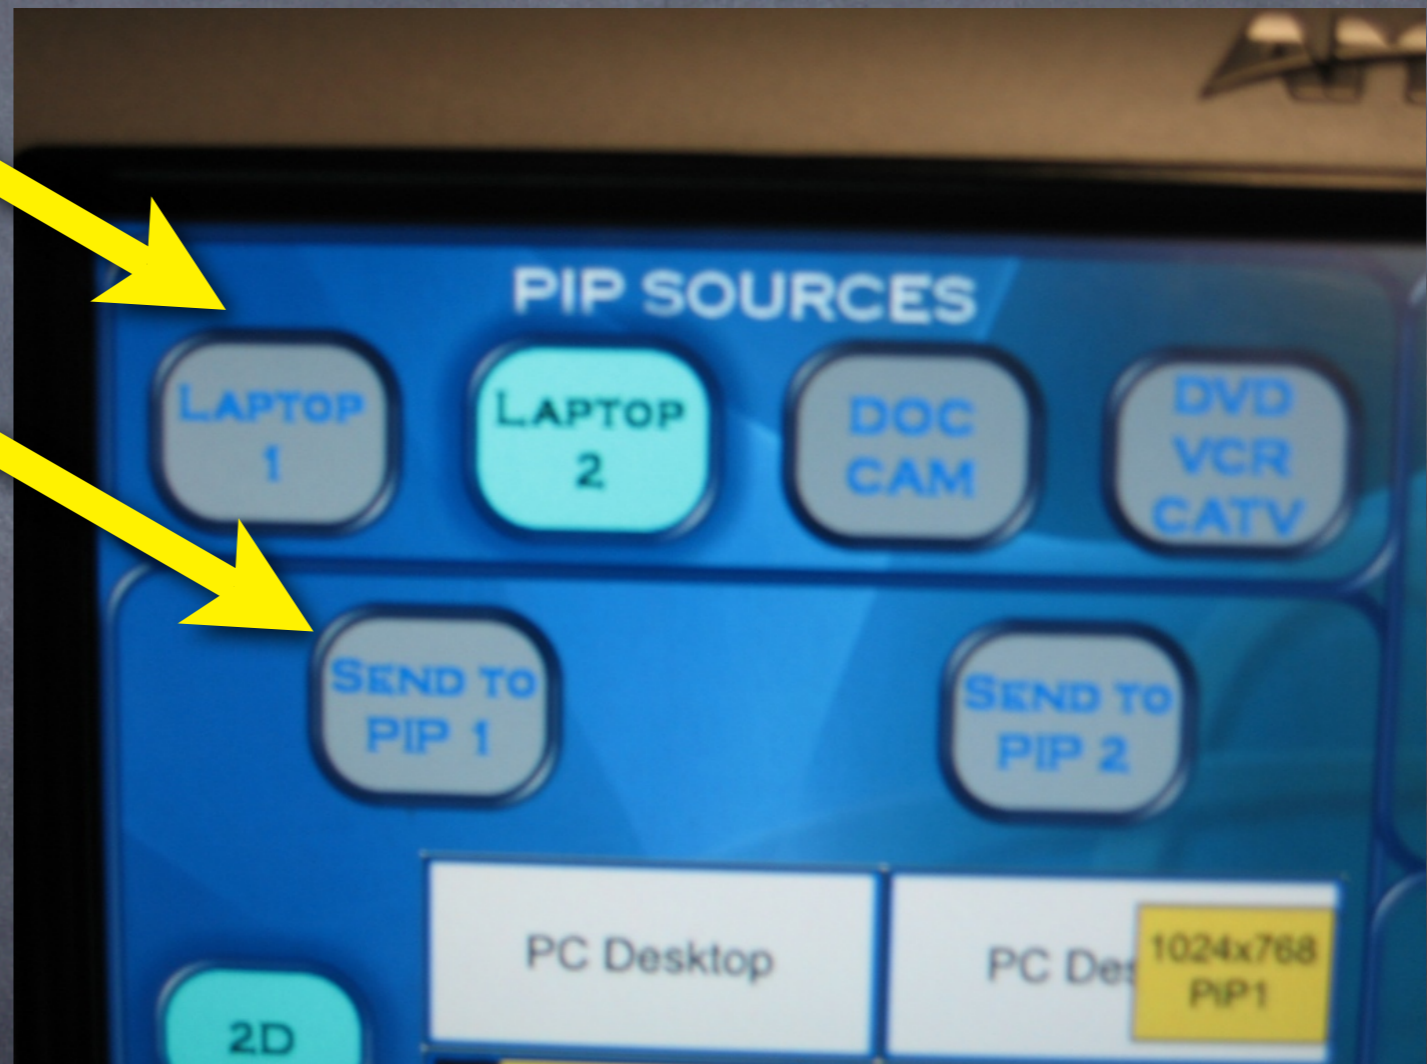 PIP SOURCES
LAPTOP
1
LAPTOP
2
DOC
CAM
DVD
VCR
CATV
SEND TO
PIP 1
SEND TO
PIP 2
PC Desktop
PC Des
1024x768
PiP1
2D